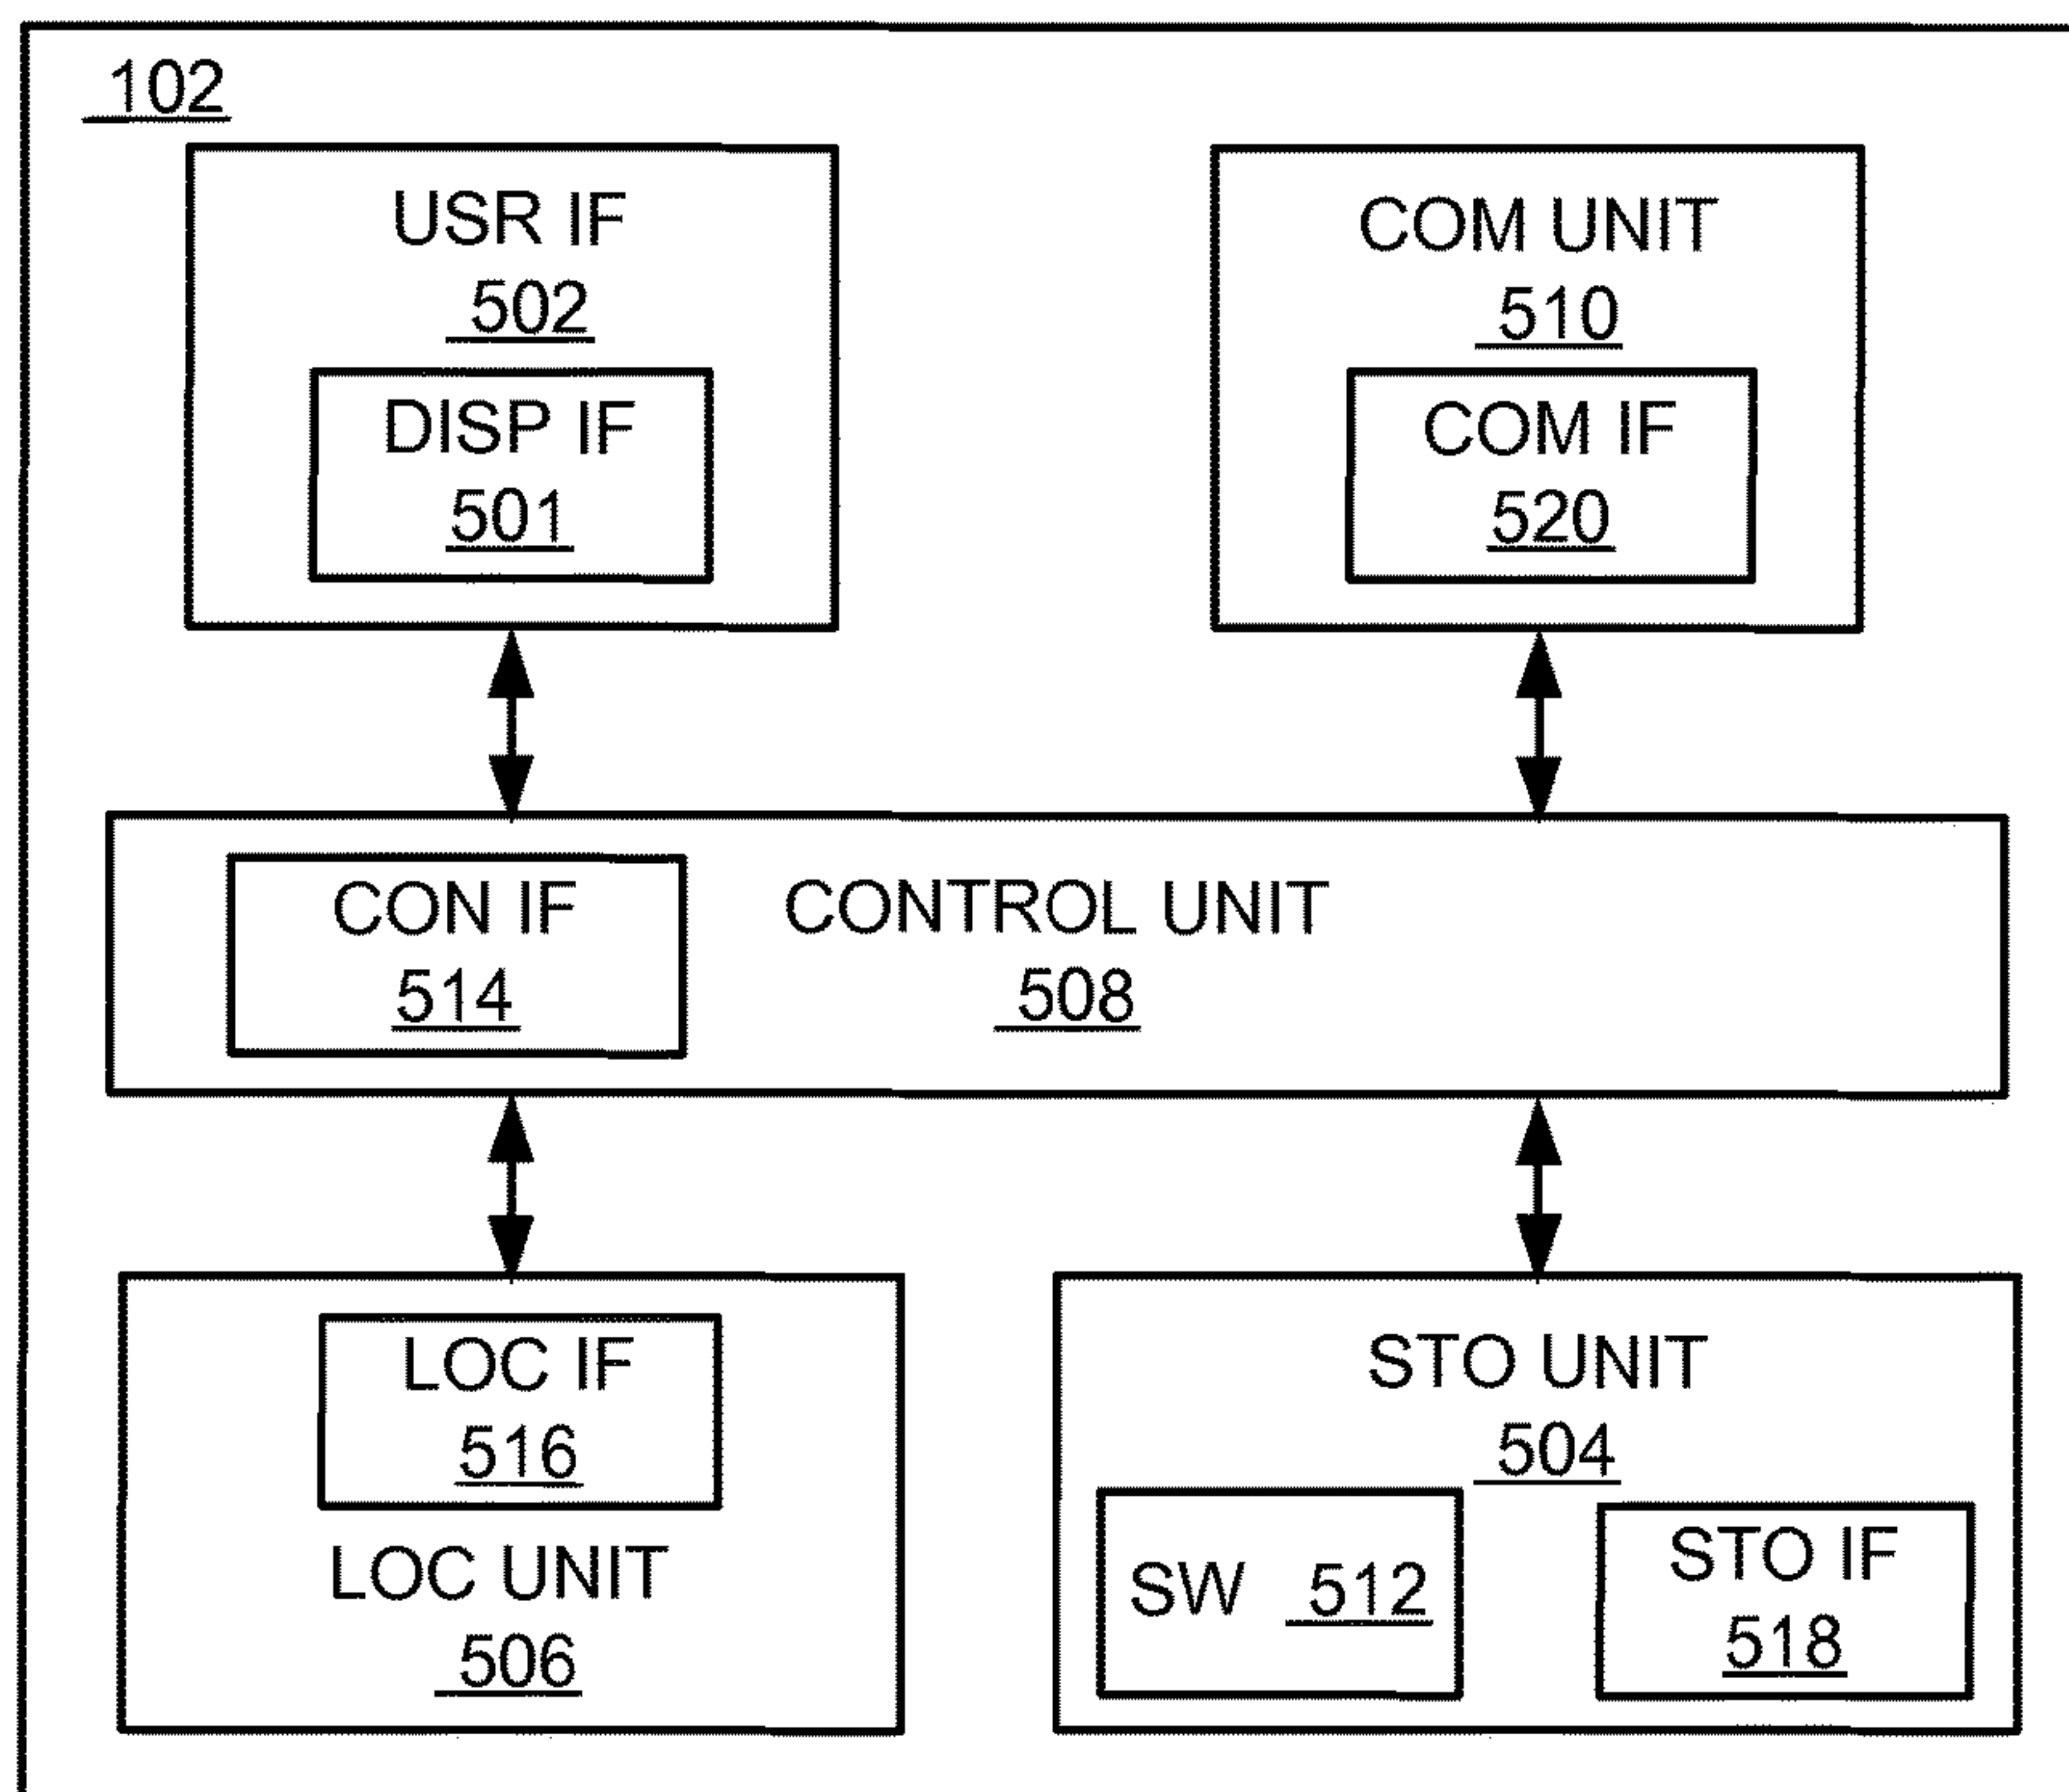 102
USR IF
502
DISP IF
501
COM UNIT
510
COM IF
520
CON IF
514
CONTROL UNIT
508
LOC IF
516
LOC UNIT
506
STO UNIT
504
SW 512
STO IF
518